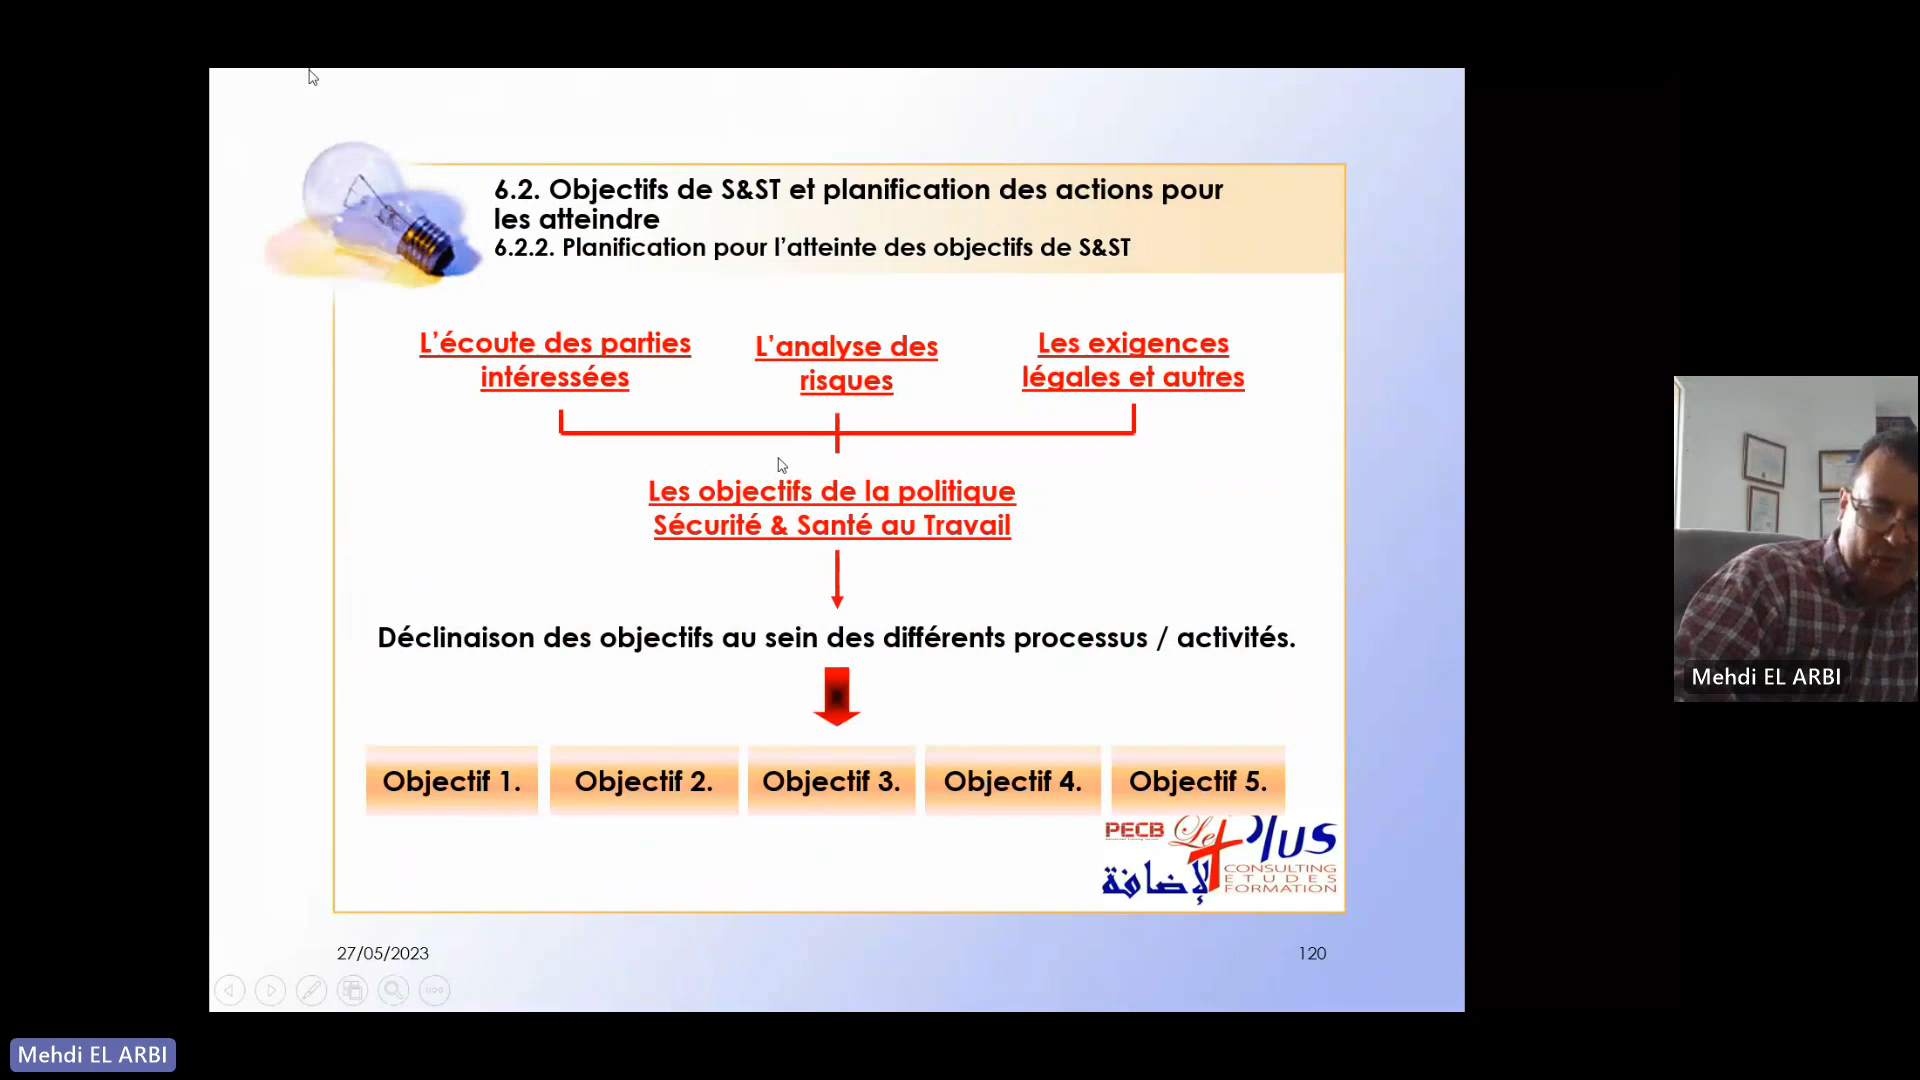 6.2. Objectifs de S&ST et planification des actions pour
les atteindre
6.2.2. Planification pour l’atteinte des objectifs de S&ST
L’écoute des parties
intéressées
L’analyse des
risques
Les exigences
légales et autres
Les objectifs de la politique
Sécurité & Santé au Travail
Déclinaison des objectifs au sein des différents processus / activités.
Objectif 1.
Objectif 2.
Objectif 3.
Objectif 4.
Objectif 5.
PECB
Le Plus
الإضافة
CONSULTING
ETUDES
FORMATION
27/05/2023
120
Mehdi EL ARBI
Mehdi EL ARBI